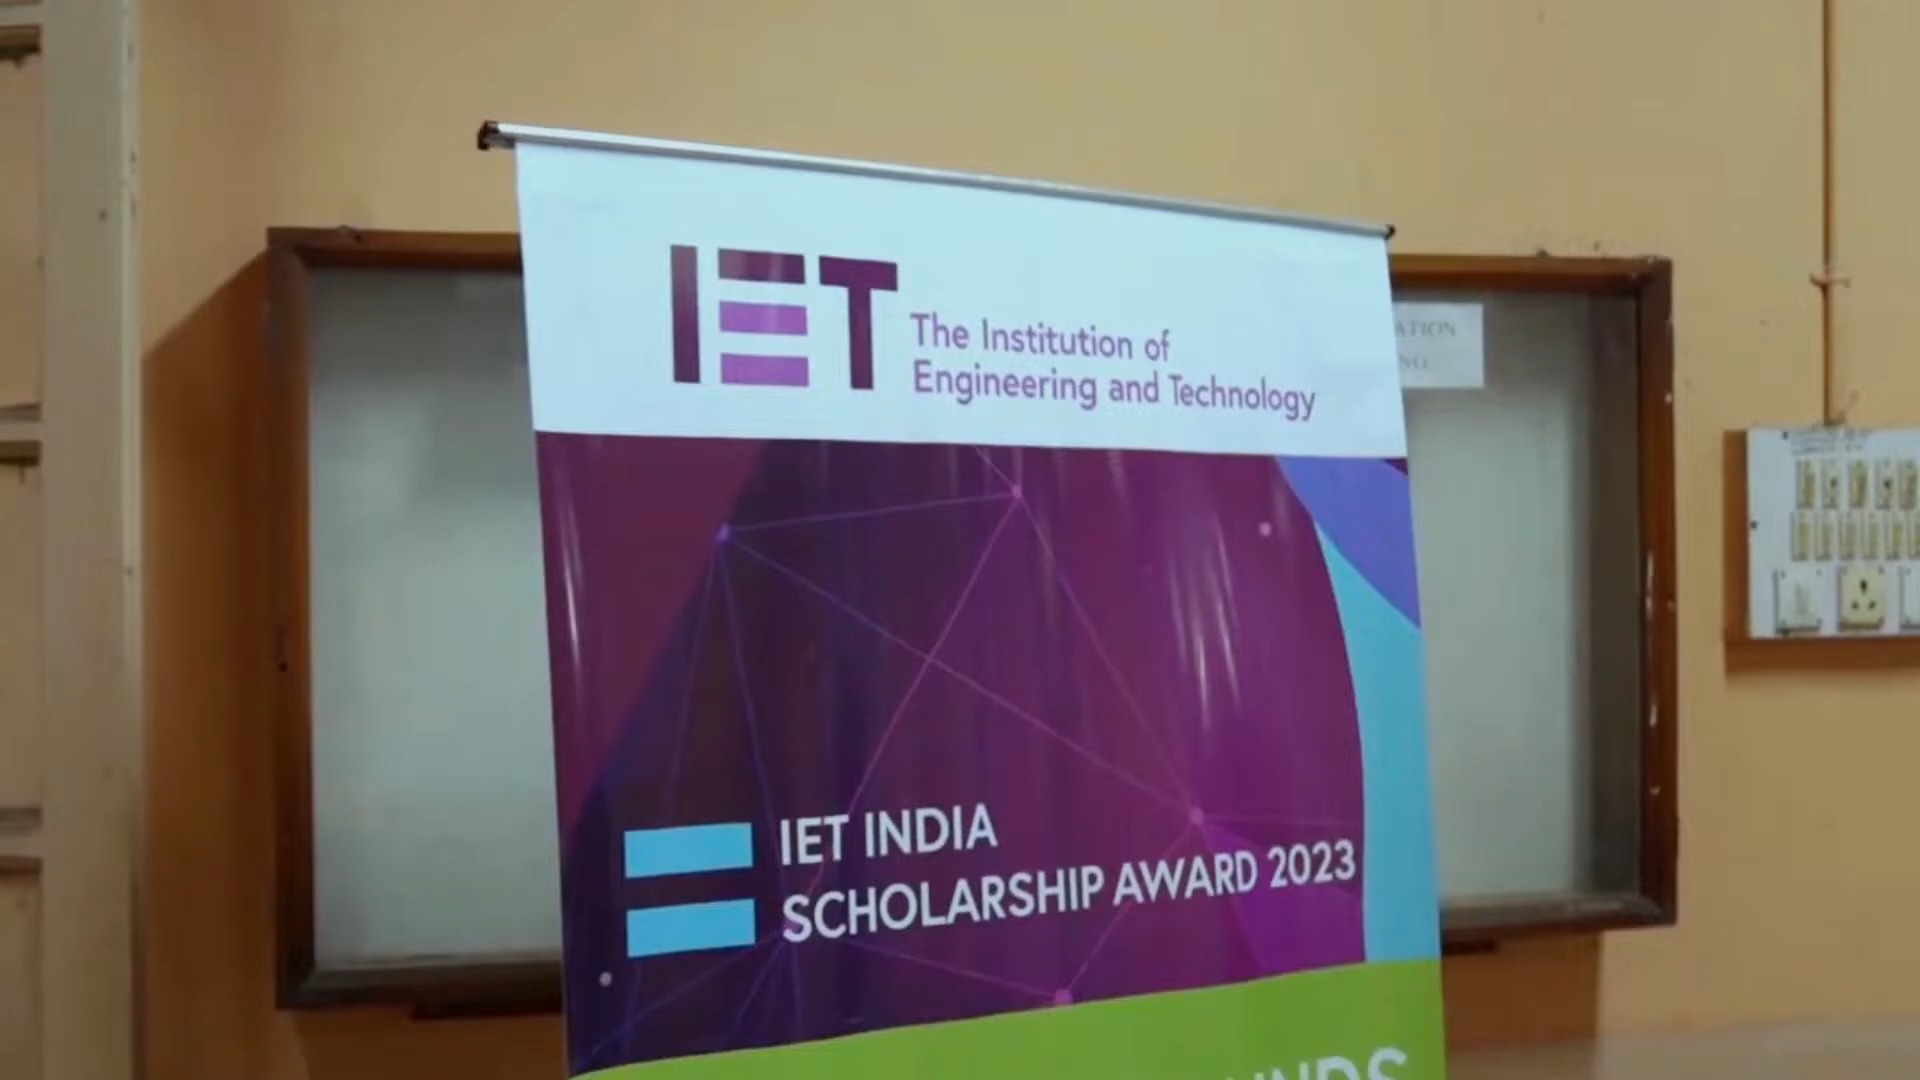 IET
The Institution of
Engineering and Technology
IET INDIA
SCHOLARSHIP AWARD 2023